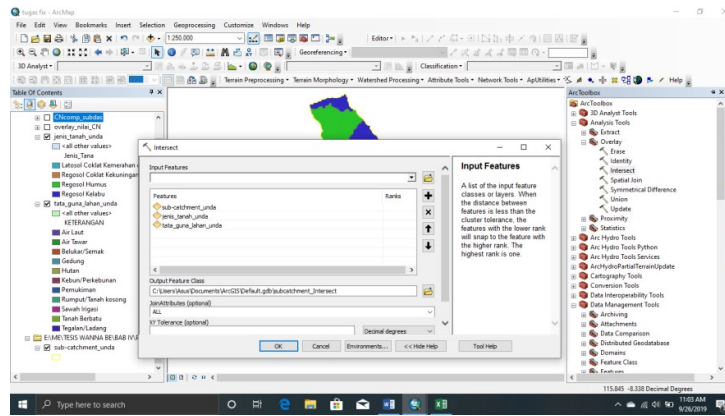 tugas fix - ArcMap
File Edit View Bookmarks Insert Selection Geoprocessing Customize Windows Help
1:250.000
Editor
Georeferencing
3D Analyst
Classification
Terrain Preprocessing Terrain Morphology Watershed Processing Attribute Tools Network Tools ApUtilities Help
Table Of Contents
CNcomp_subdas
overlay_nilai_CN
jenis_tanah_unda
<all other values>
Jenis_Tana
Latosol Coklat Kemerahan
Regosol Coklat Kekuningan
Regosol Humus
Regosol Kelabu
tata_guna_lahan_unda
<all other values>
KETERANGAN
Air Laut
Air Tawar
Belukar/Semak
Gedung
Hutan
Kebun/Perkebunan
Pemukiman
Rumput/Tanah kosong
Sawah Irigasi
Tanah Berbatu
Tegalan/Ladang
E:\ME\TESIS WANNA BE\BAB IV\
sub-catchment_unda
Intersect
Input Features
Features Ranks
sub-catchment_unda
jenis_tanah_unda
tata_guna_lahan_unda
Output Feature Class
C:\Users\Asus\Documents\ArcGIS\Default.gdb\subcatchment_Intersect
JoinAttributes (optional)
ALL
XY Tolerance (optional)
Decimal degrees
OK Cancel Environments... << Hide Help Tool Help
Input Features
A list of the input feature
classes or layers. When
the distance between
features is less than the
cluster tolerance, the
features with the lower rank
will snap to the feature with
the higher rank. The
highest rank is one.
ArcToolbox
ArcToolbox
3D Analyst Tools
Analysis Tools
Extract
Overlay
Erase
Identity
Intersect
Spatial Join
Symmetrical Difference
Union
Update
Proximity
Statistics
Arc Hydro Tools
Arc Hydro Tools Python
Arc Hydro Tools Services
ArcHydroPartialTerrainUpdate
Cartography Tools
Conversion Tools
Data Interoperability Tools
Data Management Tools
Archiving
Attachments
Data Comparison
Distributed Geodatabase
Domains
Feature Class
Features
115.845 -8.338 Decimal Degrees
Type here to search
11:03 AM
9/26/2019